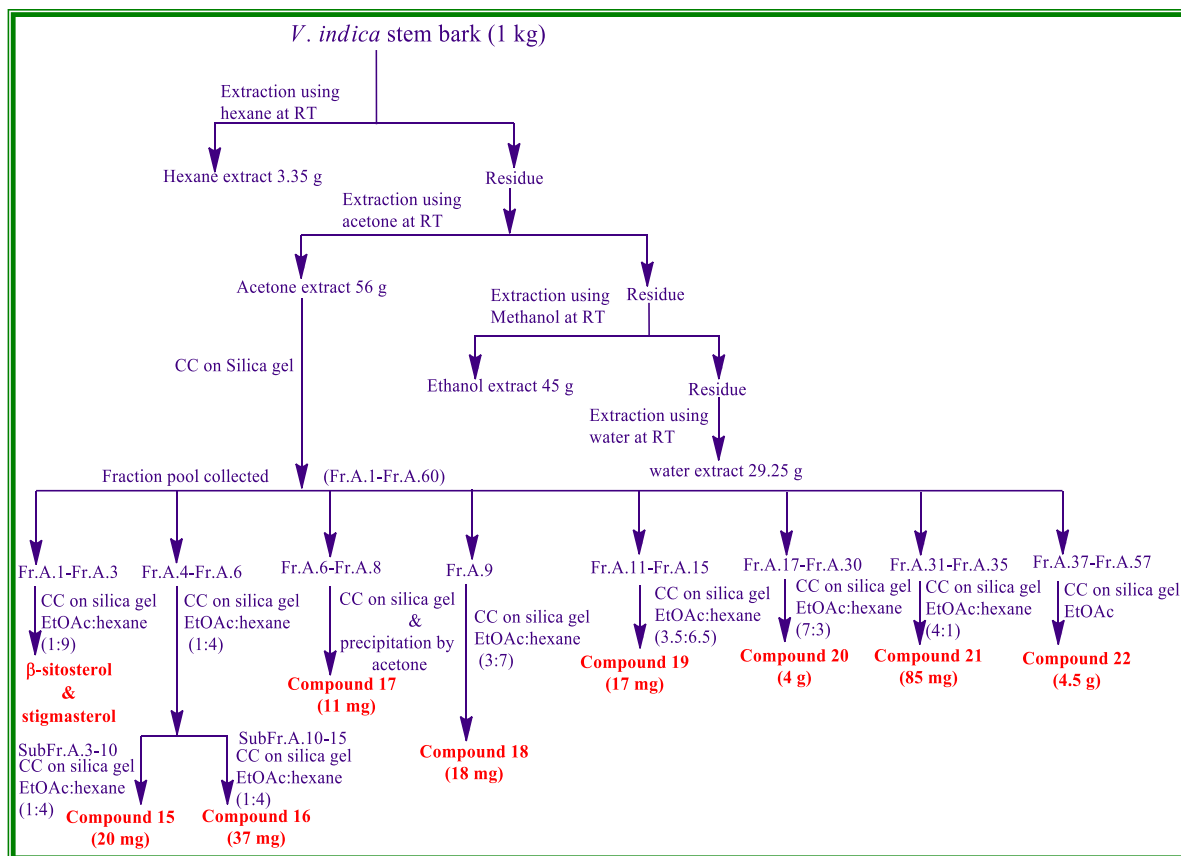 V. indica stem bark (1 kg)
Extraction using
hexane at RT
Hexane extract 3.35 g
Residue
Extraction using
acetone at RT
Acetone extract 56 g
Residue
Extraction using
Methanol at RT
CC on Silica gel
Ethanol extract 45 g
Residue
Extraction using
water at RT
water extract 29.25 g
Fraction pool collected
(Fr.A.1-Fr.A.60)
Fr.A.1-Fr.A.3
CC on silica gel
EtOAc:hexane
(1:9)
β-sitosterol
&
stigmasterol
Fr.A.4-Fr.A.6
CC on silica gel
EtOAc:hexane
(1:4)
SubFr.A.3-10
CC on silica gel
EtOAc:hexane
(1:4)
Compound 15
(20 mg)
SubFr.A.10-15
CC on silica gel
EtOAc:hexane
(1:4)
Compound 16
(37 mg)
Fr.A.6-Fr.A.8
CC on silica gel
&
precipitation by
acetone
Compound 17
(11 mg)
Fr.A.9
CC on silica gel
EtOAc:hexane
(3:7)
Compound 18
(18 mg)
Fr.A.11-Fr.A.15
CC on silica gel
EtOAc:hexane
(3.5:6.5)
Compound 19
(17 mg)
Fr.A.17-Fr.A.30
CC on silica gel
EtOAc:hexane
(7:3)
Compound 20
(4 g)
Fr.A.31-Fr.A.35
CC on silica gel
EtOAc:hexane
(4:1)
Compound 21
(85 mg)
Fr.A.37-Fr.A.57
CC on silica gel
EtOAc
Compound 22
(4.5 g)